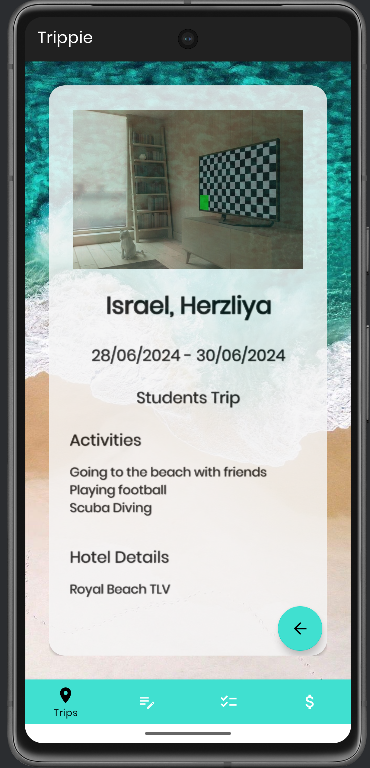 Trippie
Israel, Herzliya
28/06/2024 - 30/06/2024
Students Trip
Activities
Going to the beach with friends
Playing football
Scuba Diving
Hotel Details
Royal Beach TLV
Trips
$